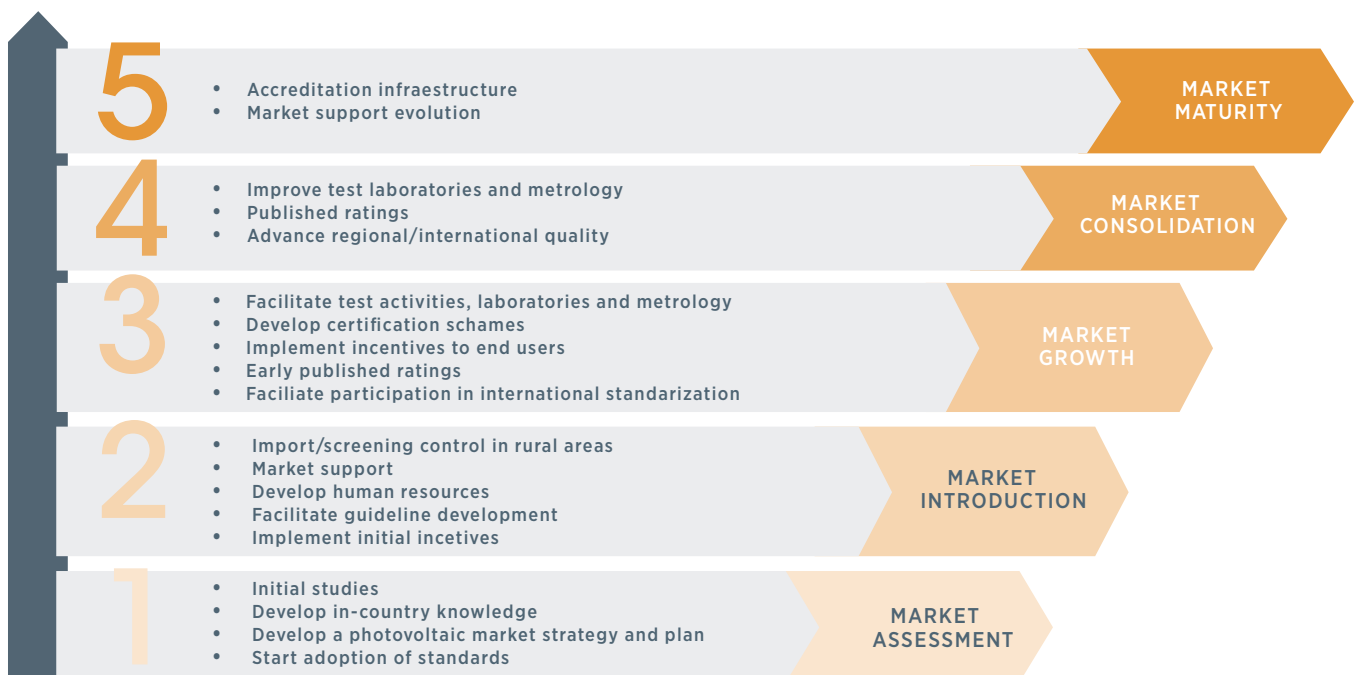 5
• Accreditation infraestructure
• Market support evolution
MARKET
MATURITY
4
• Improve test laboratories and metrology
• Published ratings
• Advance regional/international quality
MARKET
CONSOLIDATION
3
• Facilitate test activities, laboratories and metrology
• Develop certification schames
• Implement incentives to end users
• Early published ratings
• Faciliate participation in international standarization
MARKET
GROWTH
2
• Import/screening control in rural areas
• Market support
• Develop human resources
• Facilitate guideline development
• Implement initial incetives
MARKET
INTRODUCTION
1
• Initial studies
• Develop in-country knowledge
• Develop a photovoltaic market strategy and plan
• Start adoption of standards
MARKET
ASSESSMENT